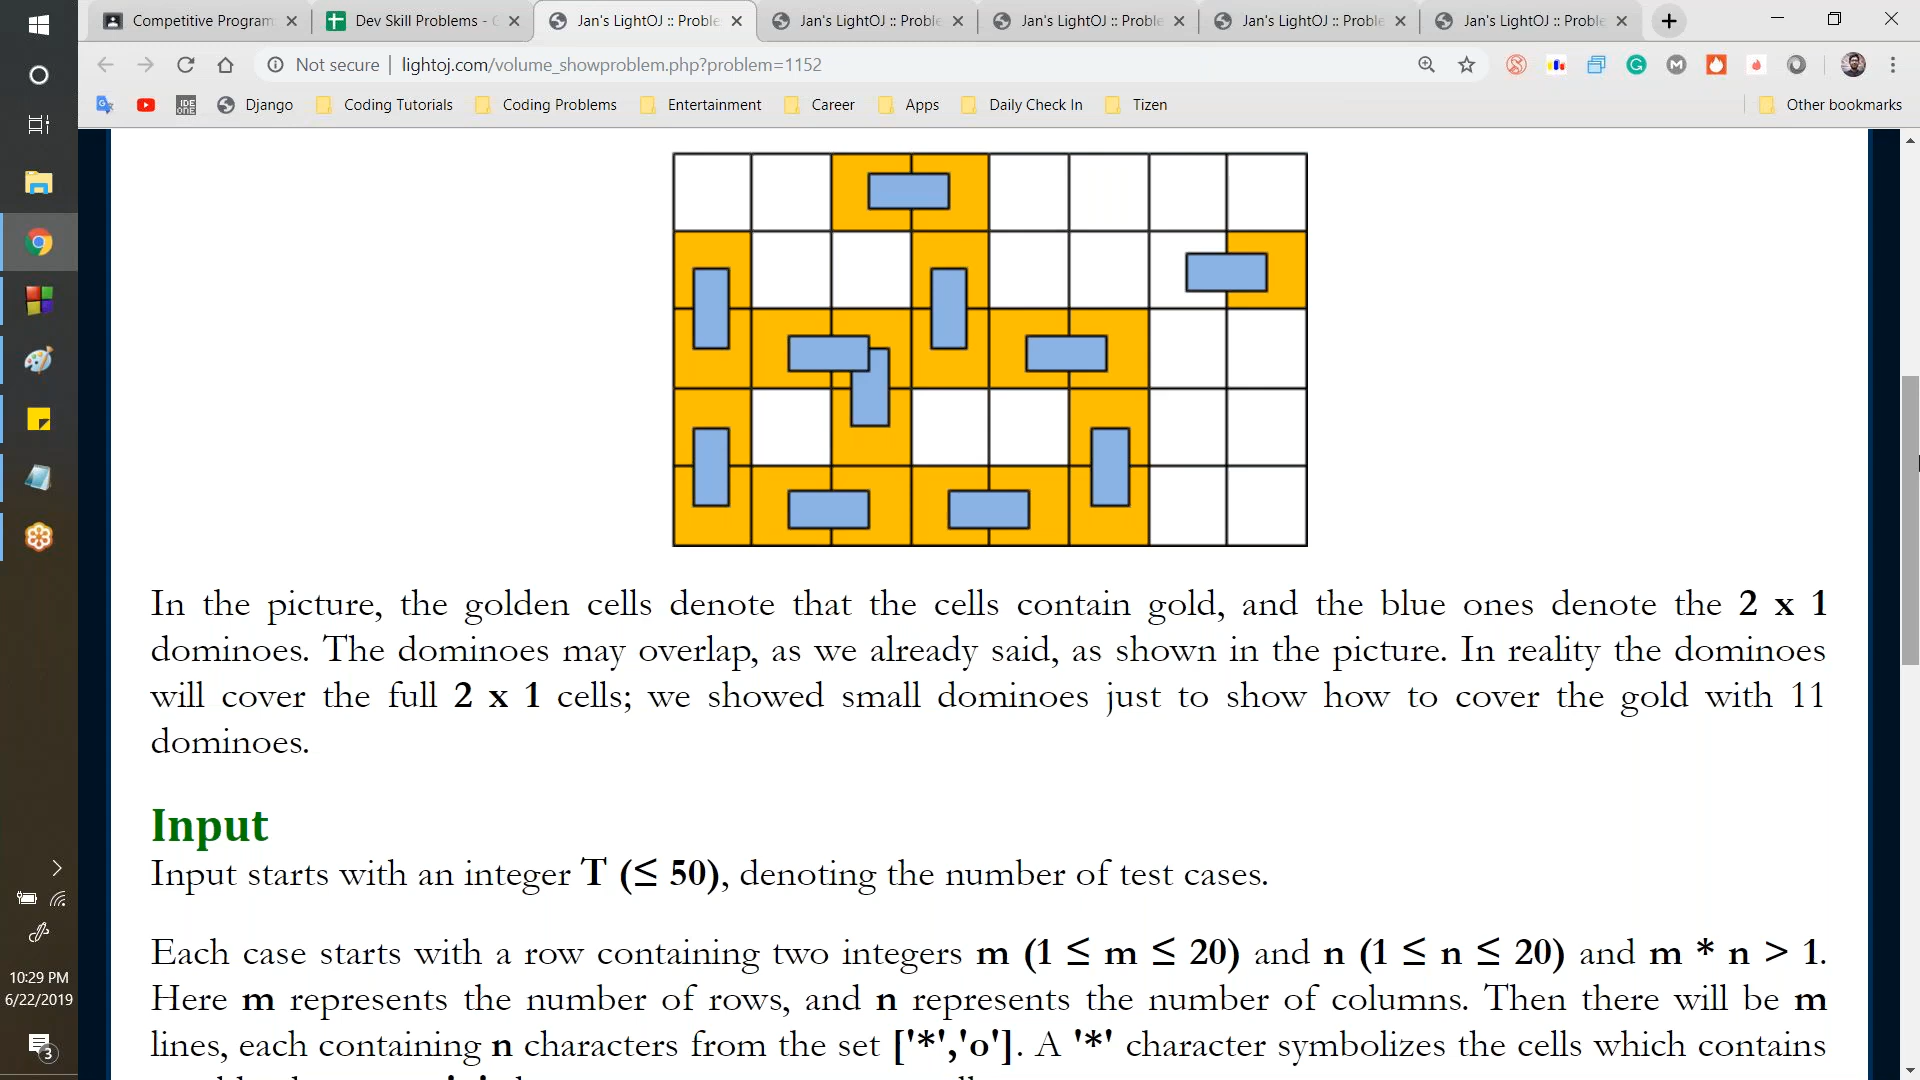 Competitive Program
Dev Skill Problems - G
Jan's LightOJ :: Proble
Jan's LightOJ :: Proble
Jan's LightOJ :: Proble
Jan's LightOJ :: Proble
Jan's LightOJ :: Proble
Not secure | lightoj.com/volume_showproblem.php?problem=1152
Django
Coding Tutorials
Coding Problems
Entertainment
Career
Apps
Daily Check In
Tizen
Other bookmarks
In the picture, the golden cells denote that the cells contain gold, and the blue ones denote the 2 x 1
dominoes. The dominoes may overlap, as we already said, as shown in the picture. In reality the dominoes
will cover the full 2 x 1 cells; we showed small dominoes just to show how to cover the gold with 11
dominoes.
Input
Input starts with an integer T (≤ 50), denoting the number of test cases.
Each case starts with a row containing two integers m (1 ≤ m ≤ 20) and n (1 ≤ n ≤ 20) and m * n > 1.
Here m represents the number of rows, and n represents the number of columns. Then there will be m
lines, each containing n characters from the set ['*','o']. A '*' character symbolizes the cells which contains
10:29 PM
6/22/2019
3